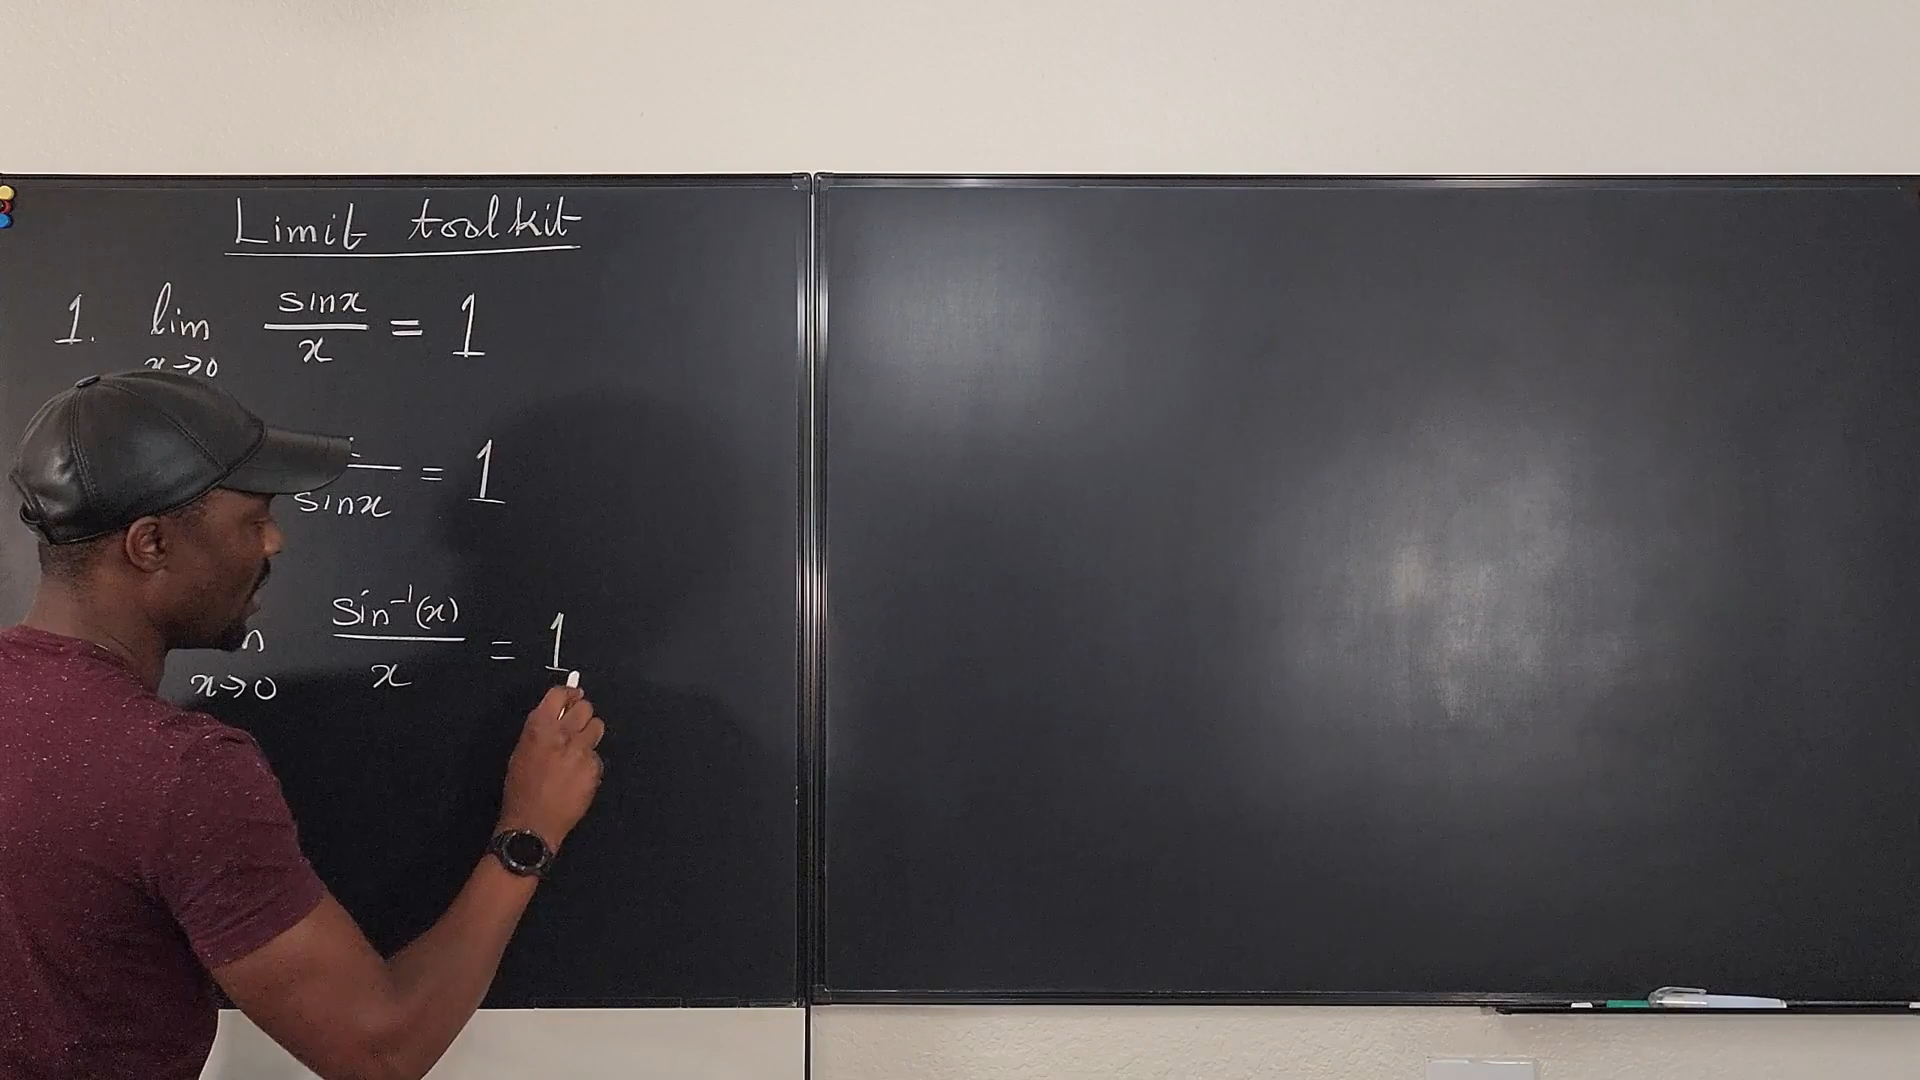 Limit toolkit
1. lim x→0 sinx/x = 1
sinx = 1
x→0 sin⁻¹(x)/x = 1